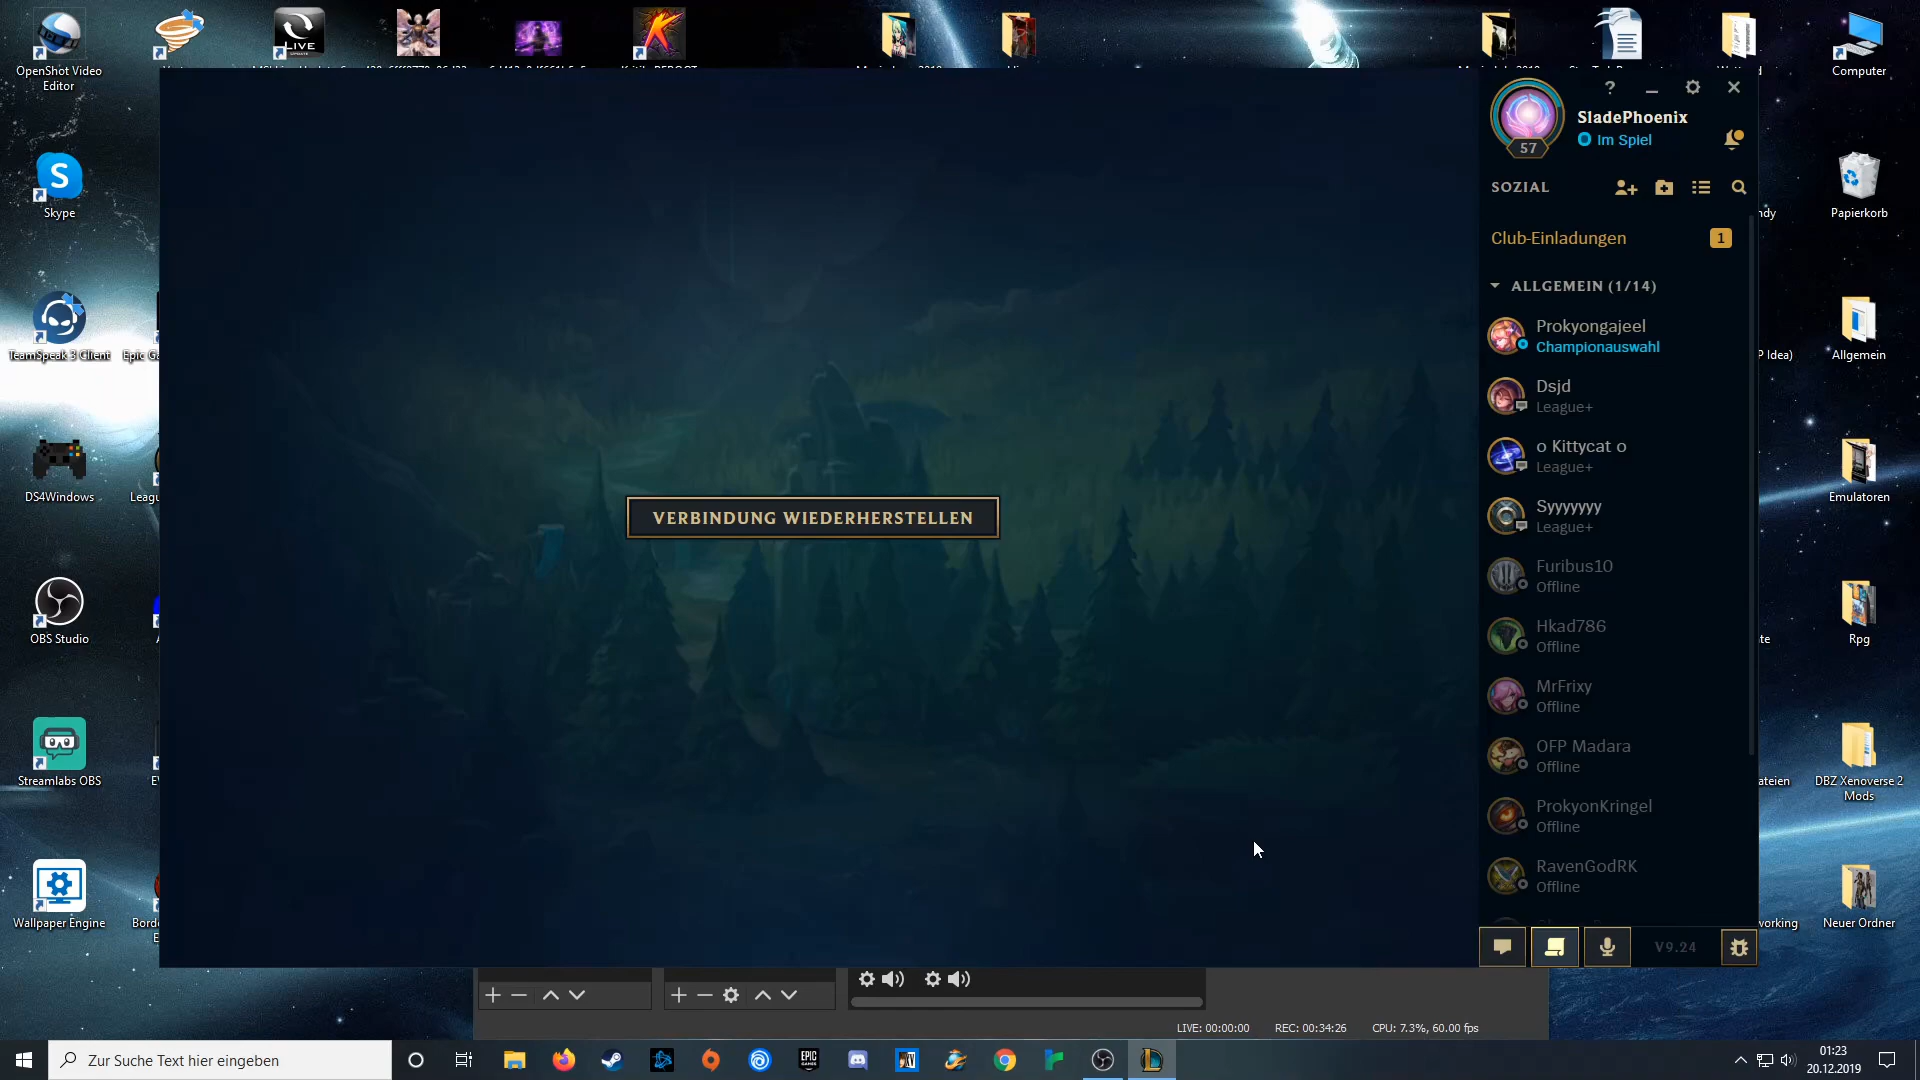 LIVE
OpenShot Video
Editor
Computer
SladePhoenix
57
Im Spiel
SOZIAL
Skype
Papierkorb
Club-Einladungen
1
ALLGEMEIN (1/14)
Prokyongajeel
Championauswahl
TeamSpeak 3 Client
Allgemein
Dsjd
League+
o Kittycat o
League+
DS4Windows
Emulatoren
Syyyyyyy
League+
VERBINDUNG WIEDERHERSTELLEN
Furibus10
Offline
OBS Studio
Rpg
Hkad786
Offline
MrFrixy
Offline
OFP Madara
Offline
Streamlabs OBS
DBZ Xenoverse 2
Mods
ProkyonKringel
Offline
RavenGodRK
Offline
Wallpaper Engine
Neuer Ordner
V9.24
LIVE: 00:00:00
REC: 00:34:26
CPU: 7.3%, 60.00 fps
Zur Suche Text hier eingeben
EPIC
GAMES
01:23
20.12.2019